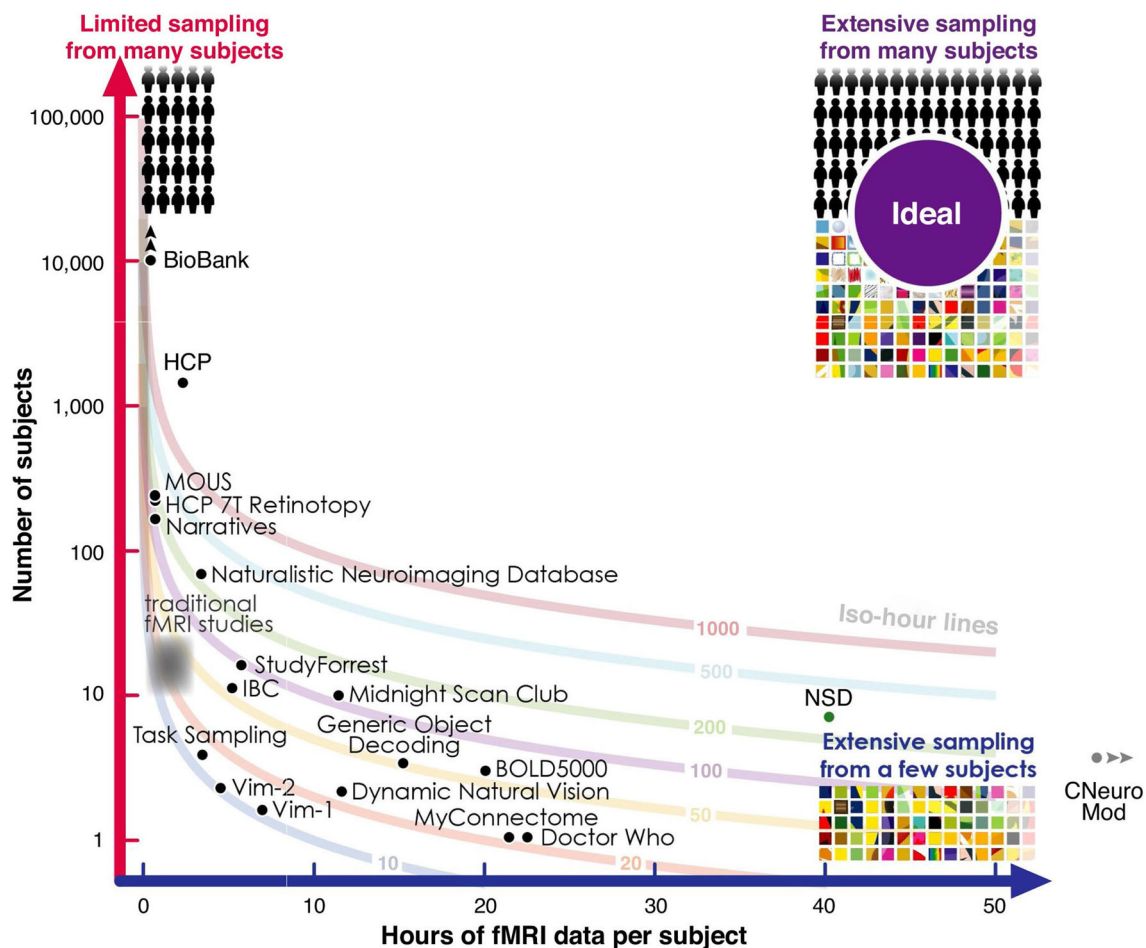 Limited sampling
from many subjects
Extensive sampling
from many subjects
100,000
Ideal
10,000
BioBank
HCP
1,000
Number of subjects
MOUS
HCP 7T Retinotopy
Narratives
100
Naturalistic Neuroimaging Database
traditional
fMRI studies
1000
Iso-hour lines
StudyForrest
500
IBC
10
Midnight Scan Club
NSD
200
Generic Object
Decoding
Task Sampling
BOLD5000
100
Extensive sampling
from a few subjects
CNeuro
Mod
Vim-2
Dynamic Natural Vision
Vim-1
50
MyConnectome
1
Doctor Who
10
20
0
10
20
30
40
50
Hours of fMRI data per subject